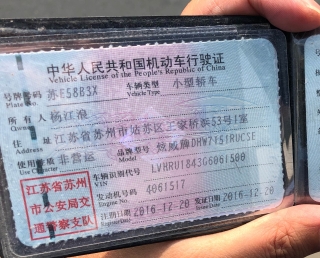 中华人民共和国机动车行驶证
Vehicle License of the People's Republic of China
号牌号码 苏E58B3X 车辆类型 小型轿车
Plate No. Vehicle Type
所有人 杨江浪
Owner
住址 江苏省苏州市姑苏区王家桥浜53号1室
Address
使用性质 非营运 品牌型号 炫威牌DHW7151RUCSE
Use Character Model
车辆识别代号 LVHRU1843G6061500
VIN
江苏省苏州
市公安局交
通警察支队
发动机号码 4061517
Engine No.
注册日期 2016-12-20 发证日期 2016-12-20
Register Date Issue Date